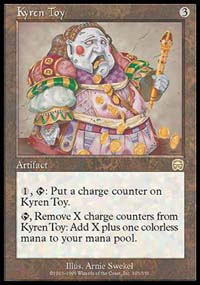 Kyren Toy 3
Artifact
1, : Put a charge counter on
Kyren Toy.
, Remove X charge counters from
Kyren Toy: Add X plus one colorless
mana to your mana pool.
Illus. Arnie Swekel